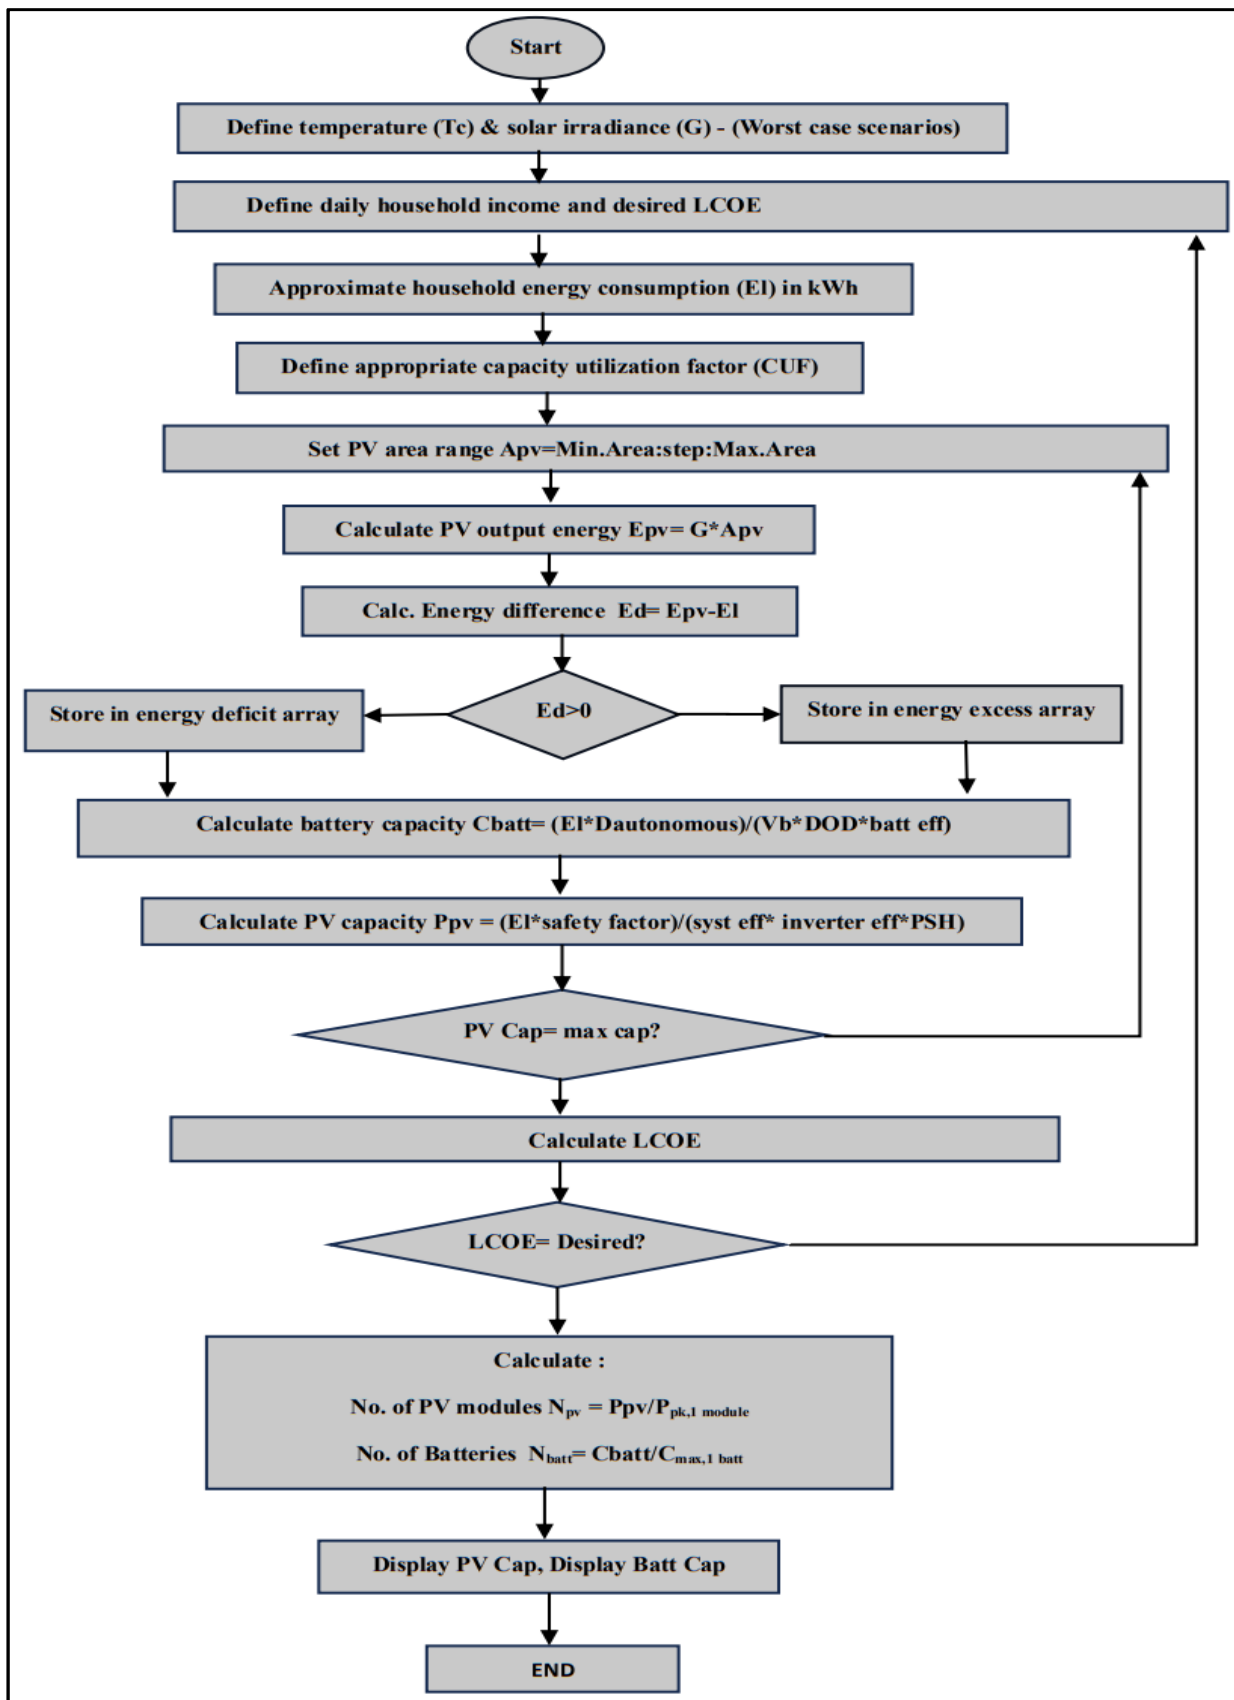 Start
Define temperature (Tc) & solar irradiance (G) - (Worst case scenarios)
Define daily household income and desired LCOE
Approximate household energy consumption (El) in kWh
Define appropriate capacity utilization factor (CUF)
Set PV area range Apv=Min.Area:step:Max.Area
Calculate PV output energy Epv= G*Apv
Calc. Energy difference Ed= Epv-El
Store in energy deficit array
Ed>0
Store in energy excess array
Calculate battery capacity Cbatt= (El*Dautonomous)/(Vb*DOD*batt eff)
Calculate PV capacity Ppv = (El*safety factor)/(syst eff* inverter eff*PSH)
PV Cap= max cap?
Calculate LCOE
LCOE= Desired?
Calculate :
No. of PV modules Npv = Ppv/Ppk,1 module
No. of Batteries Nbatt= Cbatt/Cmax,1 batt
Display PV Cap, Display Batt Cap
END